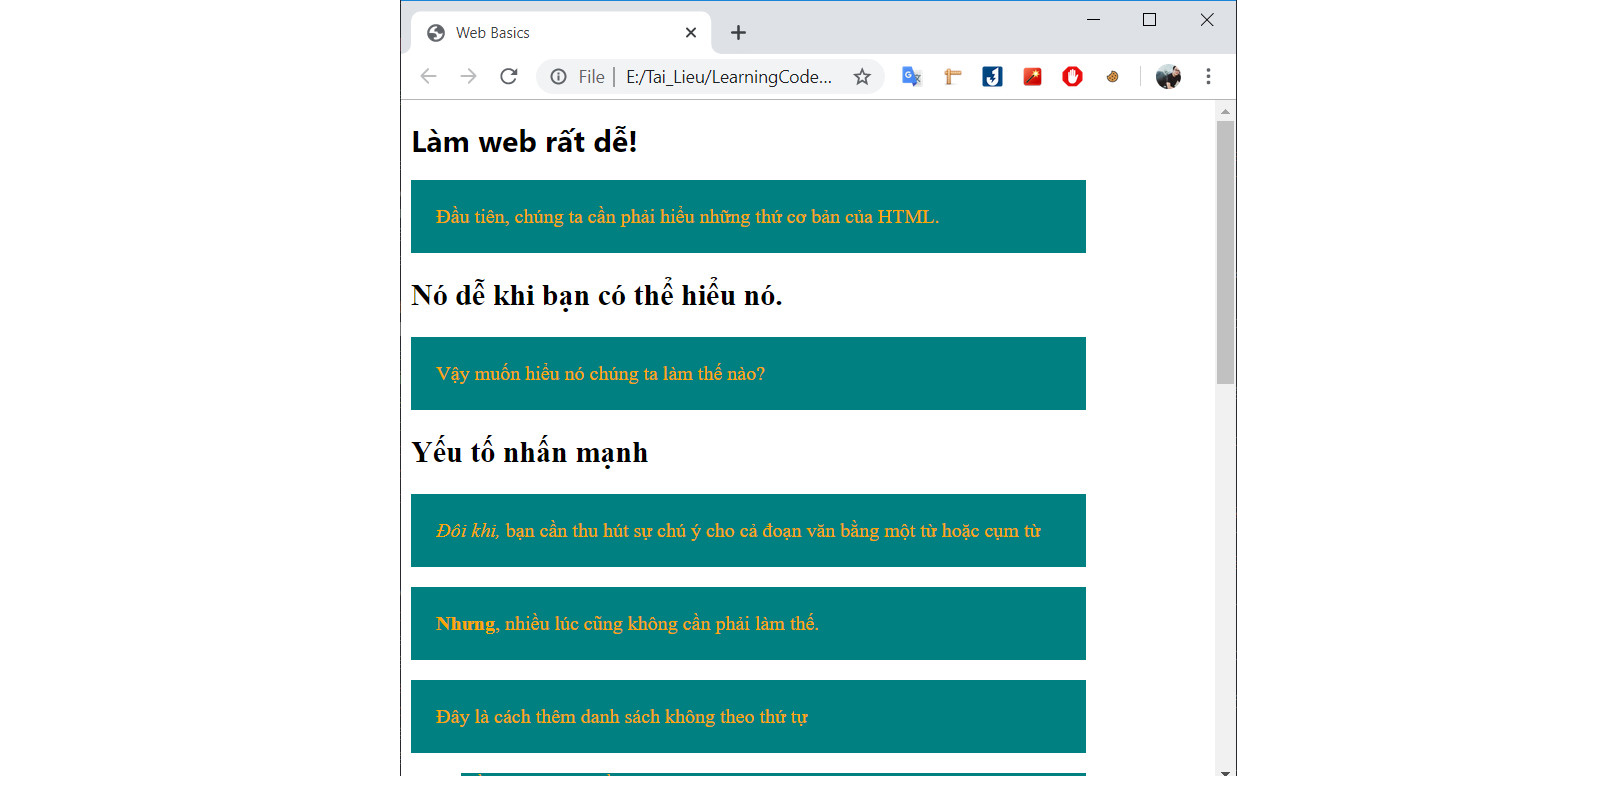 Web Basics
File | E:/Tai_Lieu/LearningCode...
Làm web rất dễ!
Đầu tiên, chúng ta cần phải hiểu những thứ cơ bản của HTML.
Nó dễ khi bạn có thể hiểu nó.
Vậy muốn hiểu nó chúng ta làm thế nào?
Yếu tố nhấn mạnh
Đôi khi, bạn cần thu hút sự chú ý cho cả đoạn văn bằng một từ hoặc cụm từ
Nhưng, nhiều lúc cũng không cần phải làm thế.
Đây là cách thêm danh sách không theo thứ tự